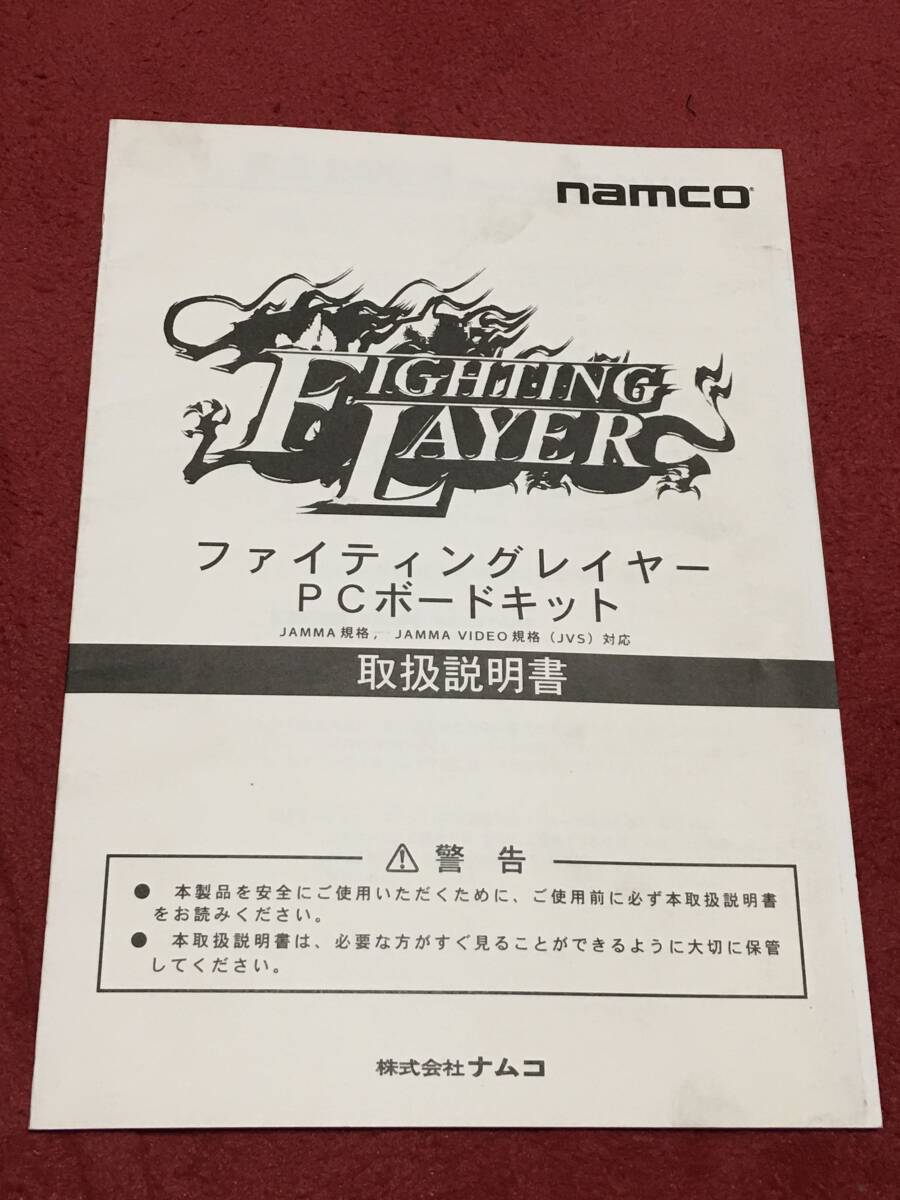 namco
FIGHTING
LAYER
ファイティングレイヤー
PCボードキット
JAMMA規格, JAMMA VIDEO規格（JVS）対応
取扱説明書
⚠ 警告
● 本製品を安全にご使用いただくために、ご使用前に必ず本取扱説明書
をお読みください。
● 本取扱説明書は、必要な方がすぐ見ることができるように大切に保管
してください。
株式会社ナムコ